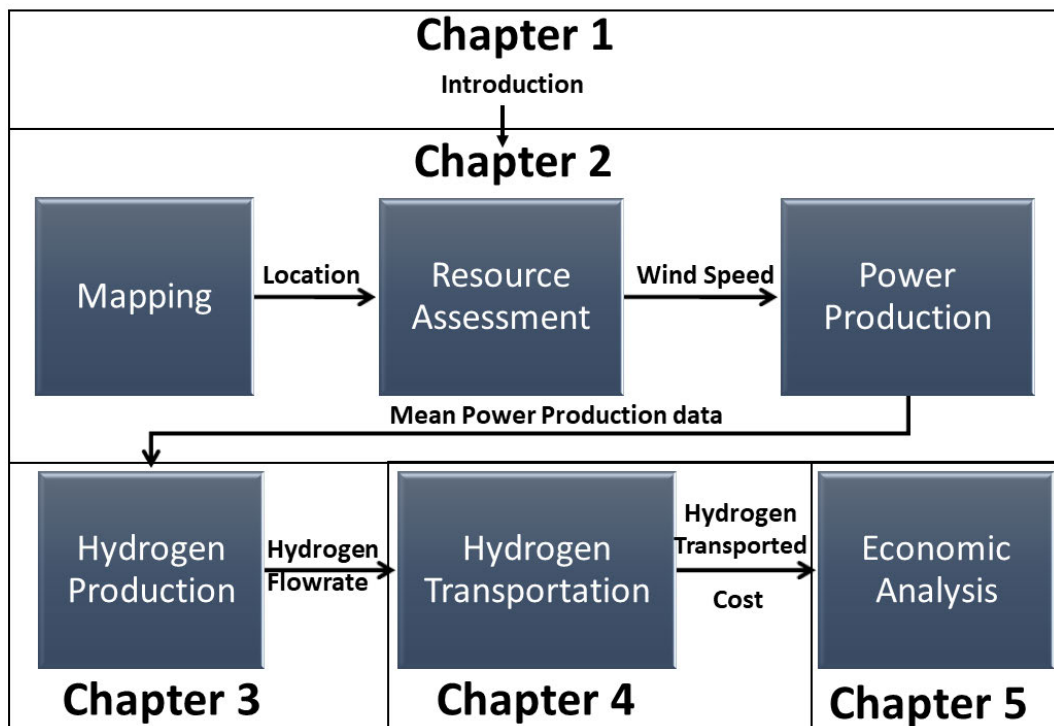 Chapter 1
Introduction
Chapter 2
Mapping
Location
Resource
Assessment
Wind Speed
Power
Production
Mean Power Production data
Hydrogen
Production
Hydrogen
Flowrate
Hydrogen
Transportation
Hydrogen
Transported
Cost
Economic
Analysis
Chapter 3
Chapter 4
Chapter 5